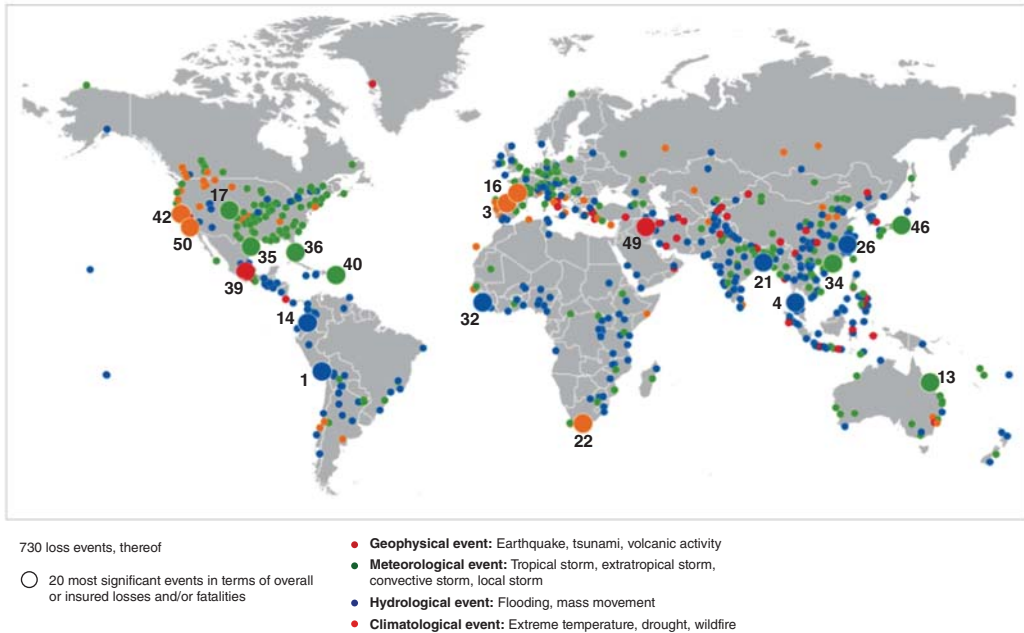 17
16
3
42
50
36
46
35
49
26
40
39
21
34
4
32
14
1
13
22
730 loss events, thereof
20 most significant events in terms of overall
or insured losses and/or fatalities
Geophysical event: Earthquake, tsunami, volcanic activity
Meteorological event: Tropical storm, extratropical storm,
convective storm, local storm
Hydrological event: Flooding, mass movement
Climatological event: Extreme temperature, drought, wildfire